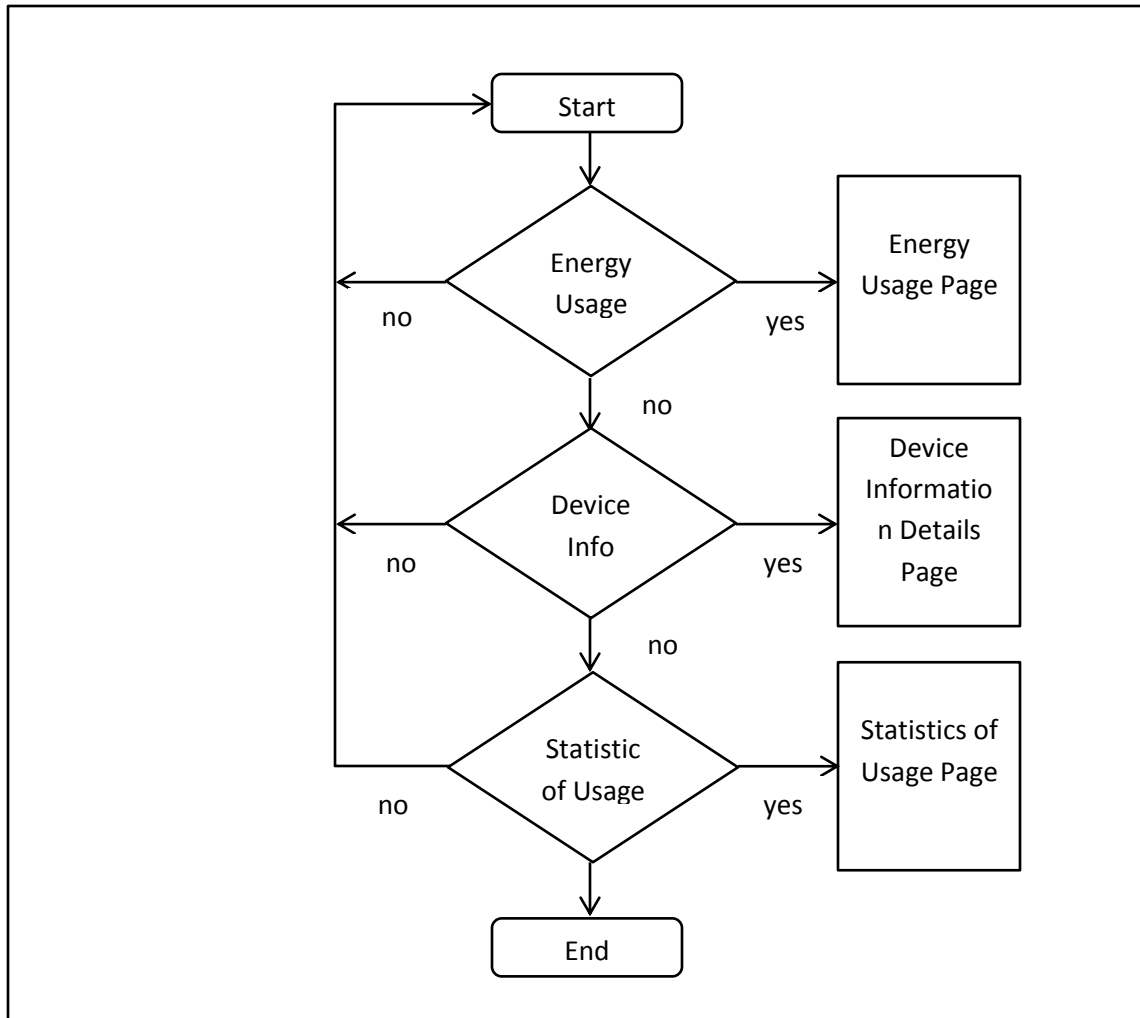 Start
Energy
Usage
no
yes
Energy
Usage Page
no
Device
Info
no
yes
Device
Informatio
n Details
Page
no
Statistic
of Usage
no
yes
Statistics of
Usage Page
End